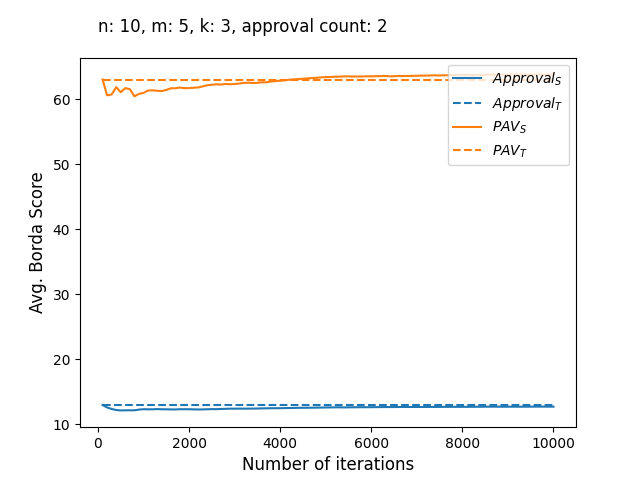 n: 10, m: 5, k: 3, approval count: 2
Avg. Borda Score
60
50
40
30
20
10
0 2000 4000 6000 8000 10000
Number of iterations
Approval_S
Approval_T
PAV_S
PAV_T